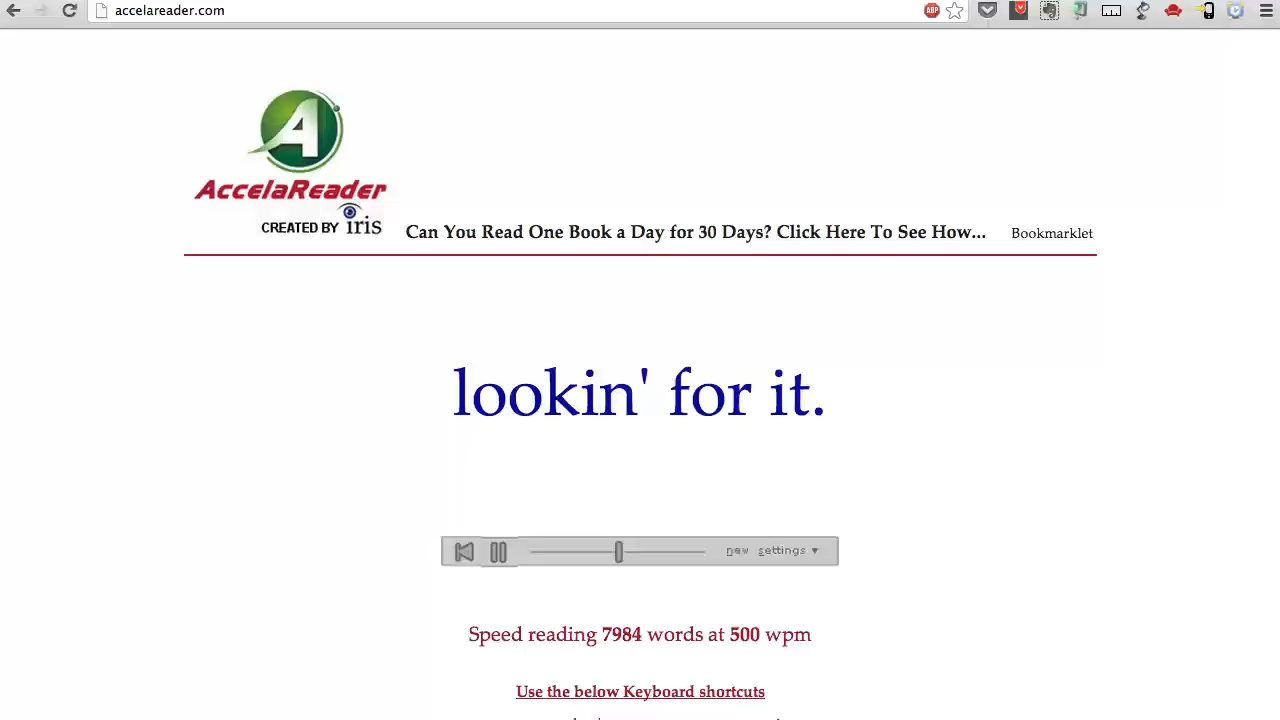 accelareader.com
ABP
A
AccelaReader
CREATED BY iris
Can You Read One Book a Day for 30 Days? Click Here To See How... Bookmarklet
lookin' for it.
new settings ▼
Speed reading 7984 words at 500 wpm
Use the below Keyboard shortcuts